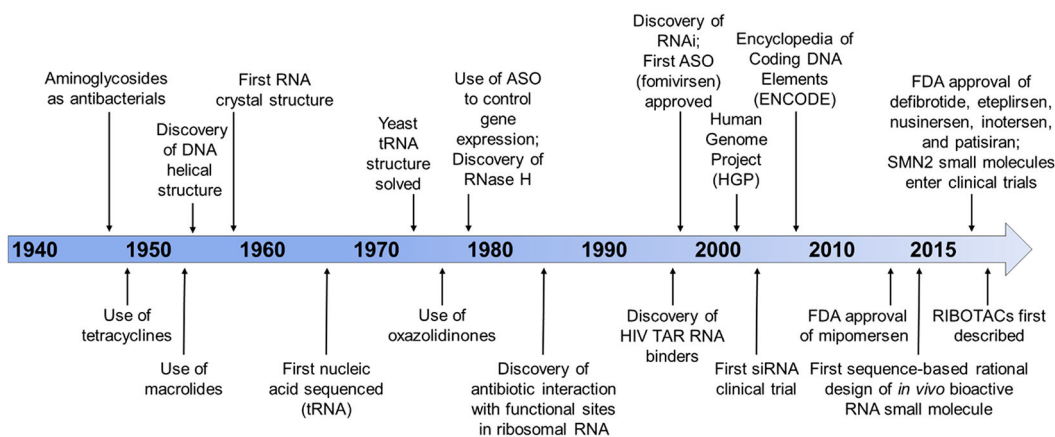 Aminoglycosides
as antibacterials
Discovery
of DNA
helical
structure
First RNA
crystal structure
Yeast
tRNA
structure
solved
Use of ASO
to control
gene
expression;
Discovery of
RNase H
Discovery of
RNAi;
First ASO
(fomivirsen)
approved
Human
Genome
Project
(HGP)
Encyclopedia of
Coding DNA
Elements
(ENCODE)
FDA approval of
defibrotide, eteplirsen,
nusinersen, inotersen,
and patisiran;
SMN2 small molecules
enter clinical trials
1940 1950 1960 1970 1980 1990 2000 2010 2015
Use of
tetracyclines
Use of
macrolides
First nucleic
acid sequenced
(tRNA)
Use of
oxazolidinones
Discovery of
antibiotic interaction
with functional sites
in ribosomal RNA
Discovery of
HIV TAR RNA
binders
First siRNA
clinical trial
FDA approval
of mipomersen
First sequence-based rational
design of in vivo bioactive
RNA small molecule
RIBOTACs first
described